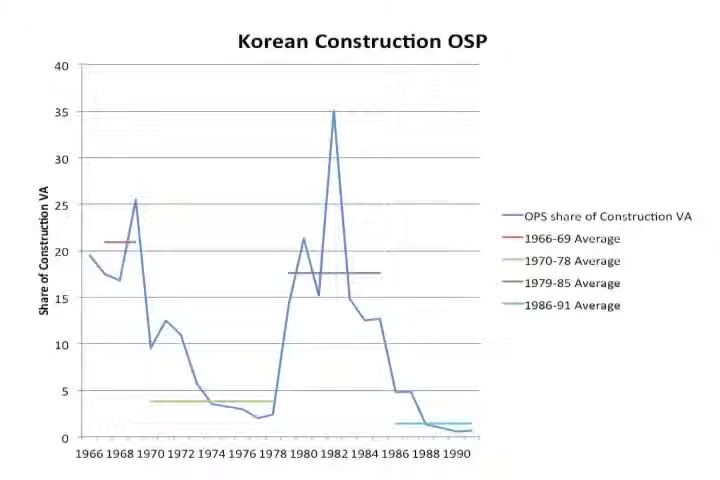 Korean Construction OSP
40
35
30
25
20
15
10
5
0
Share of Construction VA
1966 1968 1970 1972 1974 1976 1978 1980 1982 1984 1986 1988 1990
OPS share of Construction VA
1966-69 Average
1970-78 Average
1979-85 Average
1986-91 Average